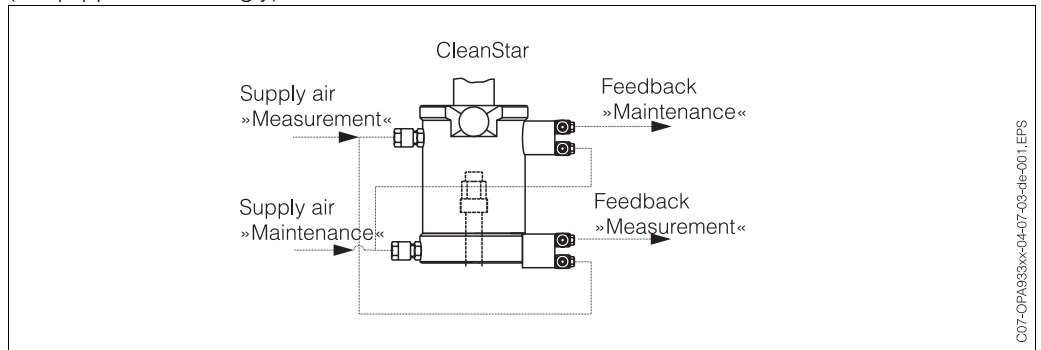 CleanStar
Supply air
»Measurement«
Feedback
»Maintenance«
Supply air
»Maintenance«
Feedback
»Measurement«
C07-OPA933xx-04-07-03-de-001.EPS